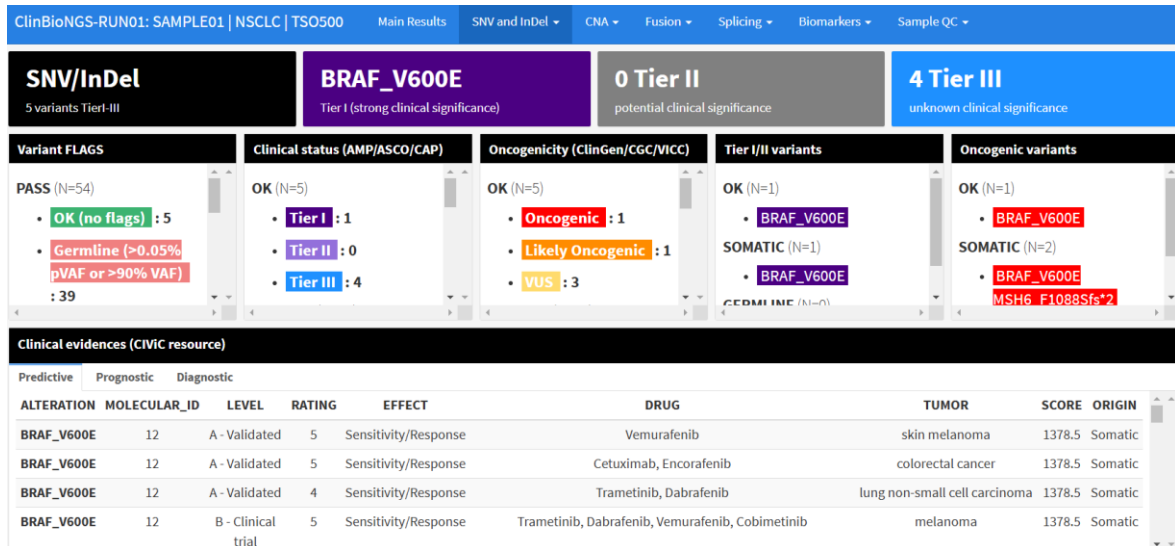 ClinBioNGS-RUN01: SAMPLE01 | NSCLC | TSO500 Main Results SNV and InDel CNA Fusion Splicing Biomarkers Sample QC
SNV/InDel
5 variants TierI-III
BRAF_V600E
Tier I (strong clinical significance)
0 Tier II
potential clinical significance
4 Tier III
unknown clinical significance
Variant FLAGS
PASS (N=54)
• OK (no flags) : 5
• Germline (>0.05%
pVAF or >90% VAF)
: 39
Clinical status (AMP/ASCO/CAP)
OK (N=5)
• Tier I : 1
• Tier II : 0
• Tier III : 4
Oncogenicity (ClinGen/CGC/VICC)
OK (N=5)
• Oncogenic : 1
• Likely Oncogenic : 1
• VUS : 3
Tier I/II variants
OK (N=1)
• BRAF_V600E
SOMATIC (N=1)
• BRAF_V600E
GERMLINE (N=0)
Oncogenic variants
OK (N=1)
• BRAF_V600E
SOMATIC (N=2)
• BRAF_V600E
MSH6_F1088Sfs*2
Clinical evidences (CIViC resource)
Predictive Prognostic Diagnostic
ALTERATION MOLECULAR_ID LEVEL RATING EFFECT DRUG TUMOR SCORE ORIGIN
BRAF_V600E 12 A - Validated 5 Sensitivity/Response Vemurafenib skin melanoma 1378.5 Somatic
BRAF_V600E 12 A - Validated 5 Sensitivity/Response Cetuximab, Encorafenib colorectal cancer 1378.5 Somatic
BRAF_V600E 12 A - Validated 4 Sensitivity/Response Trametinib, Dabrafenib lung non-small cell carcinoma 1378.5 Somatic
BRAF_V600E 12 B - Clinical trial 5 Sensitivity/Response Trametinib, Dabrafenib, Vemurafenib, Cobimetinib melanoma 1378.5 Somatic